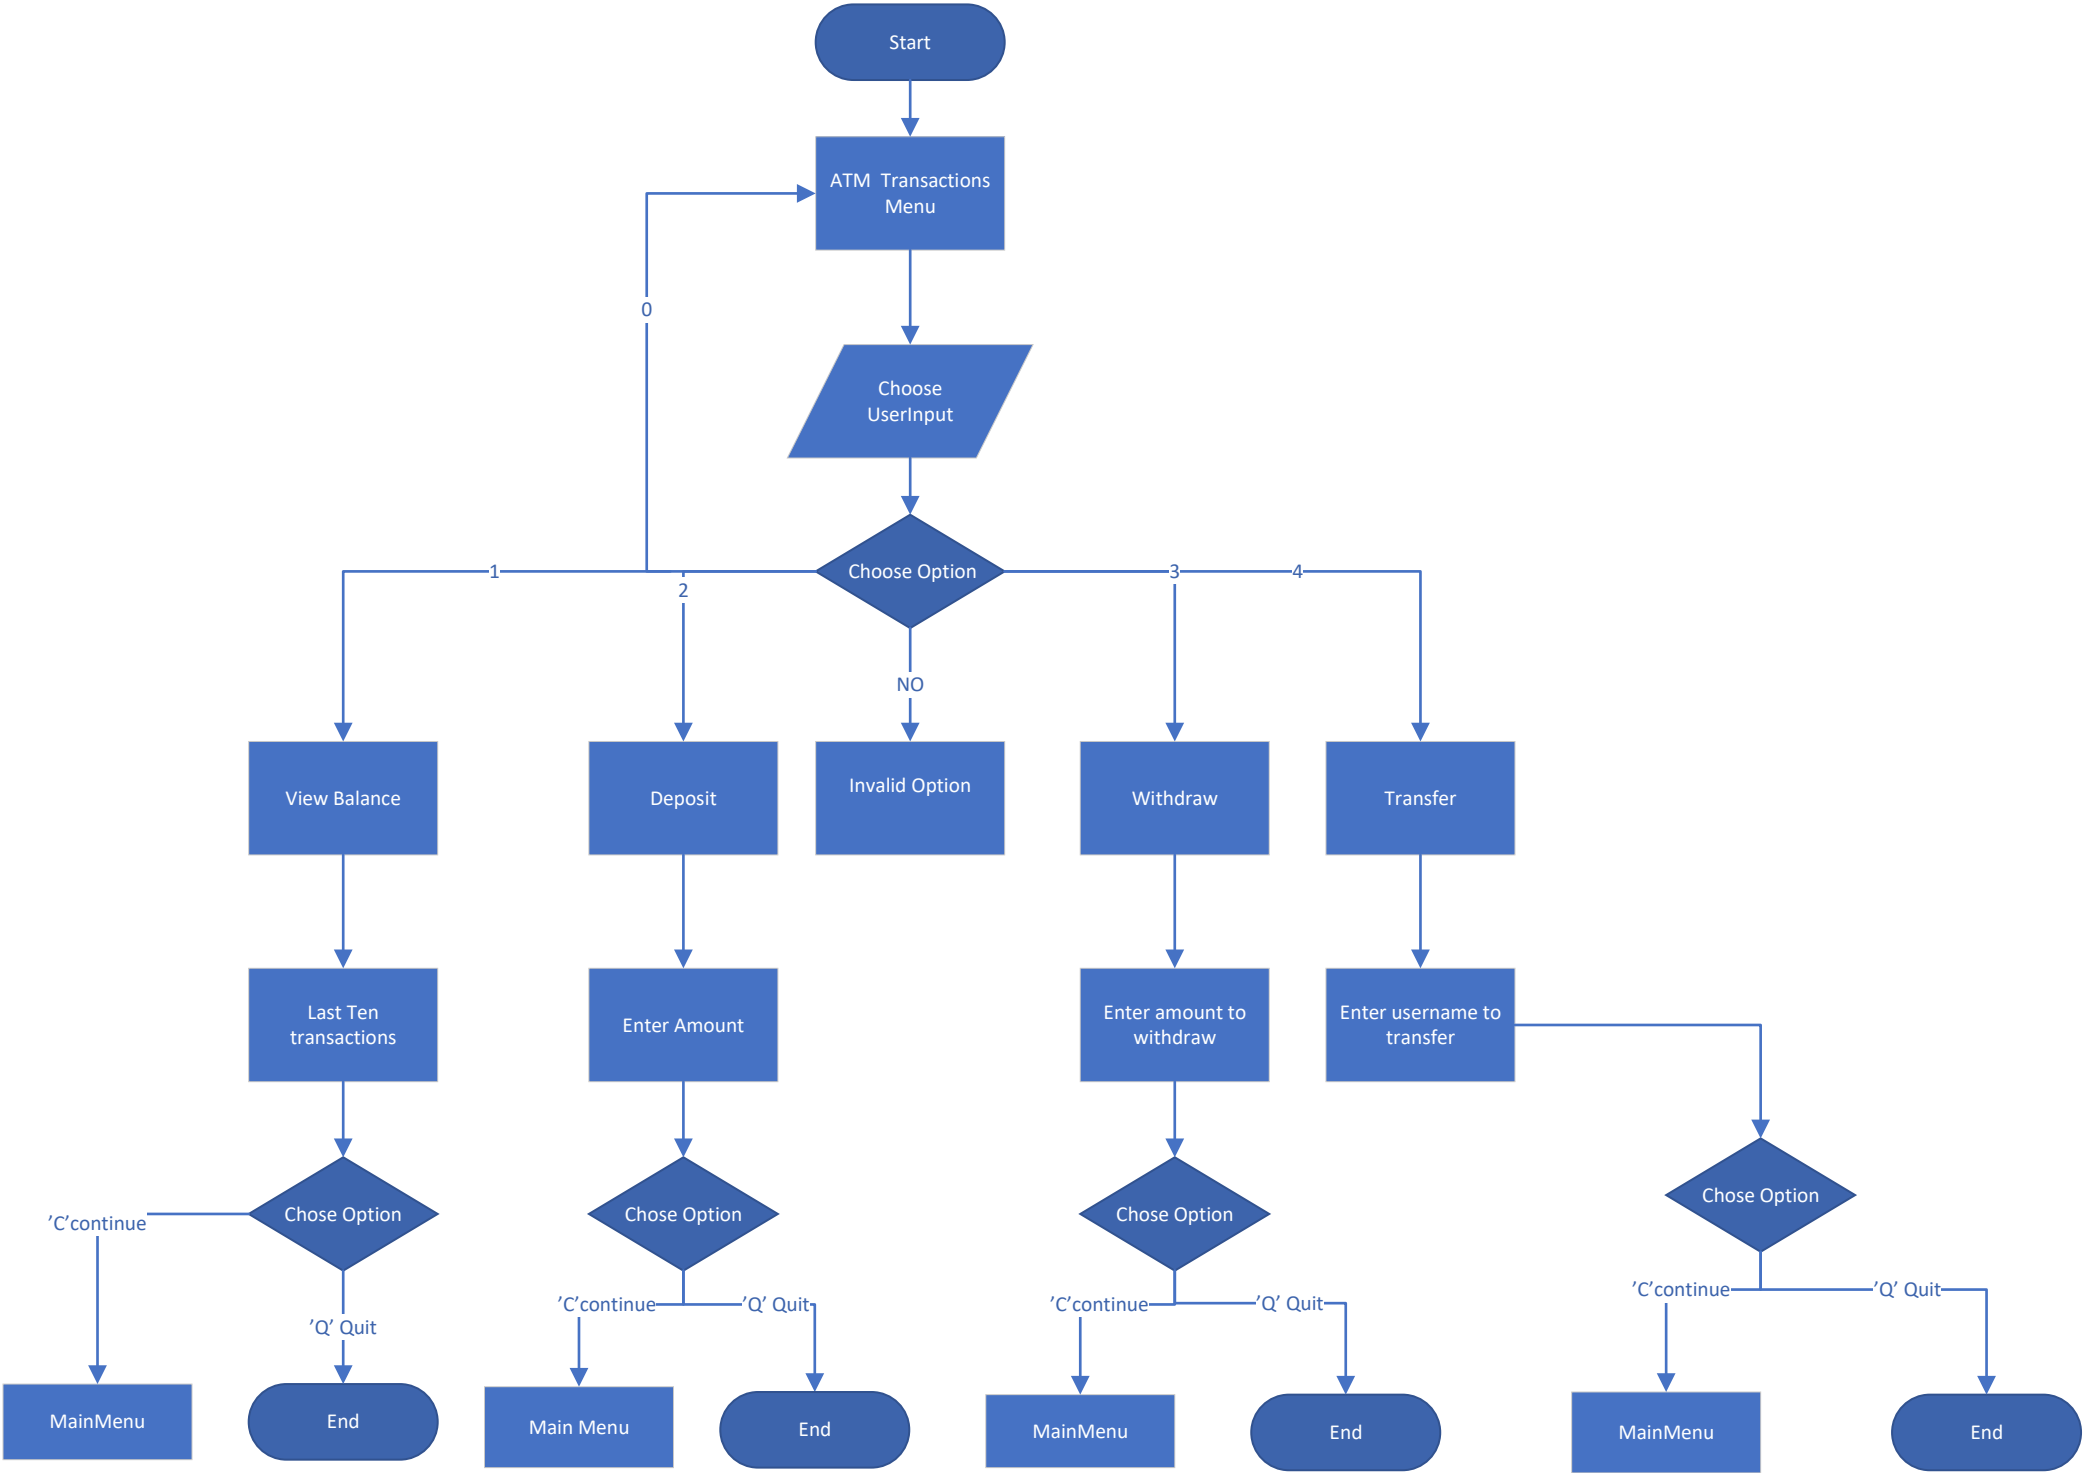 Start
ATM  Transactions
Menu
0
Choose
UserInput
Choose Option
1
2
3
4
NO
View Balance
Deposit
Invalid Option
Withdraw
Transfer
Last Ten
transactions
Enter Amount
Enter amount to
withdraw
Enter username to
transfer
Chose Option
Chose Option
Chose Option
Chose Option
’C’continue
’Q’ Quit
’C’continue
’Q’ Quit
’C’continue
’Q’ Quit
’C’continue
’Q’ Quit
MainMenu
End
Main Menu
End
MainMenu
End
MainMenu
End